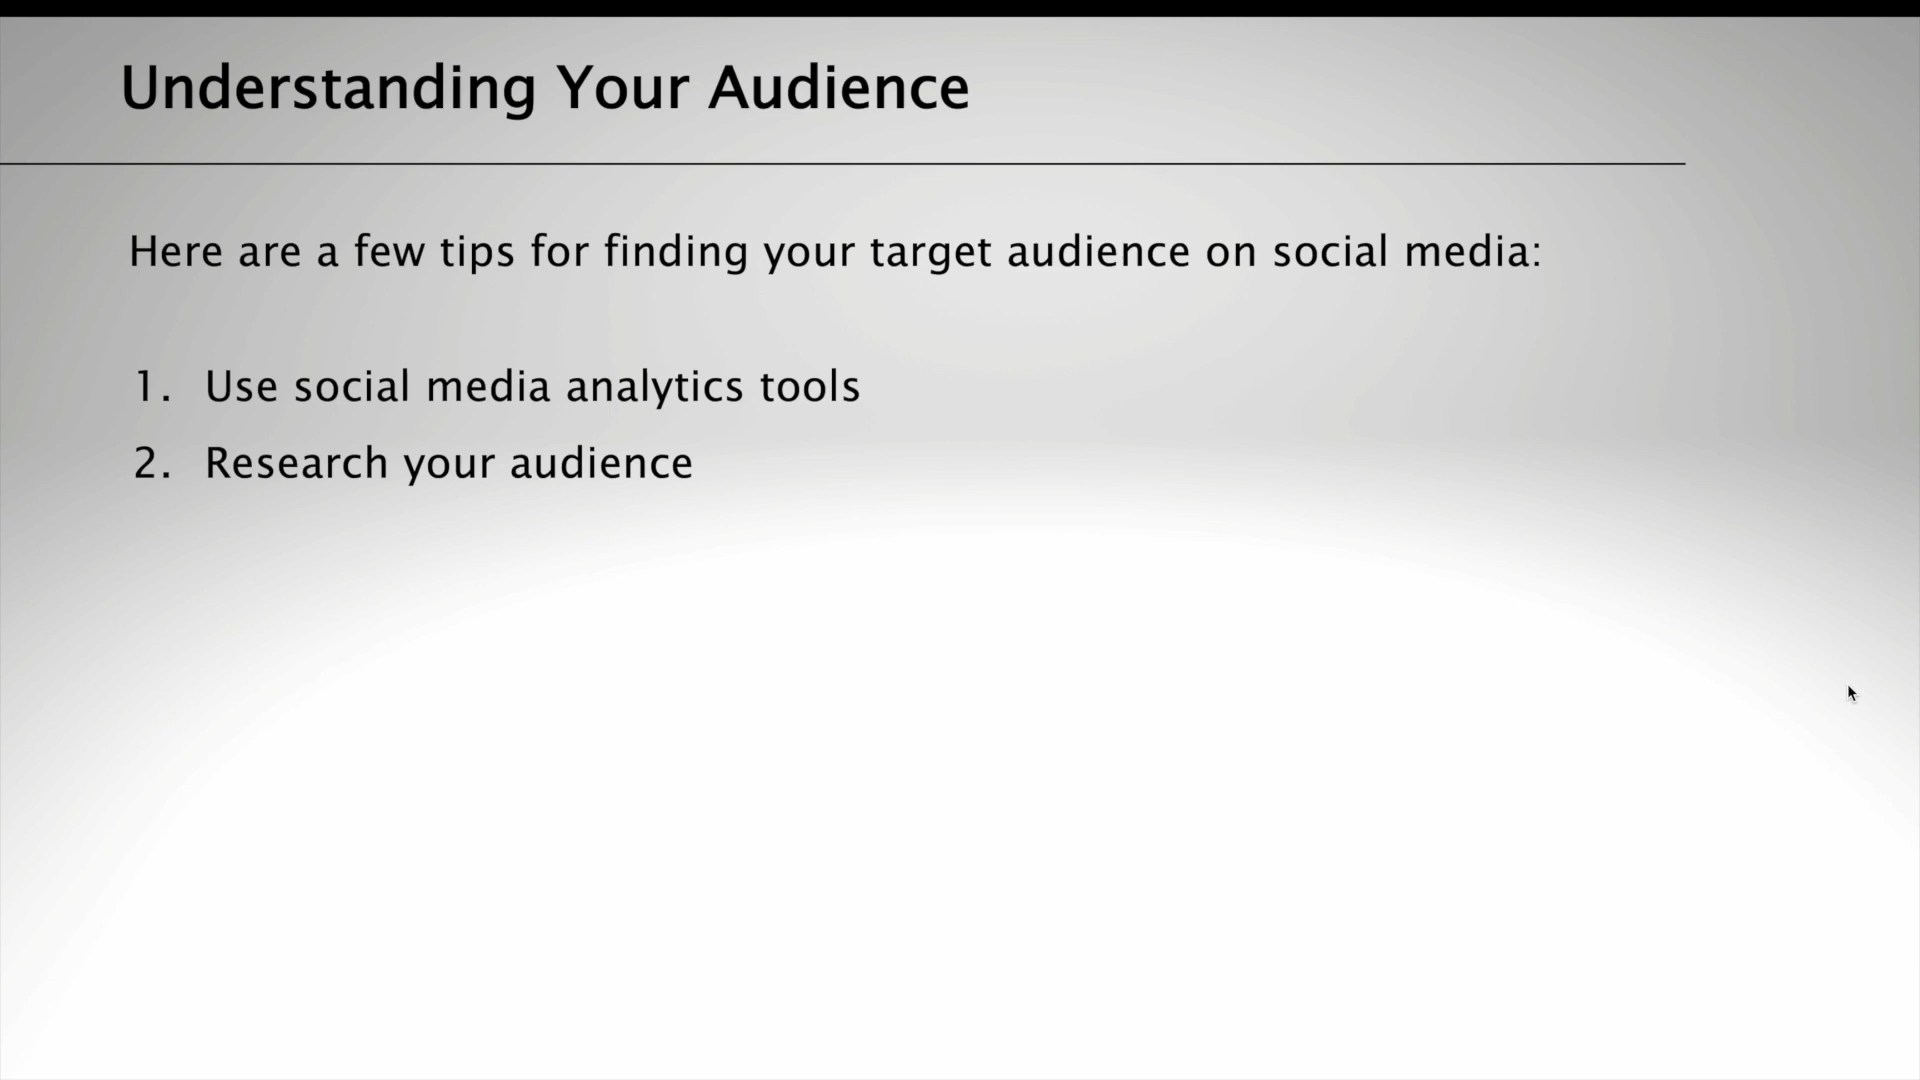 Understanding Your Audience
Here are a few tips for finding your target audience on social media:
1. Use social media analytics tools
2. Research your audience